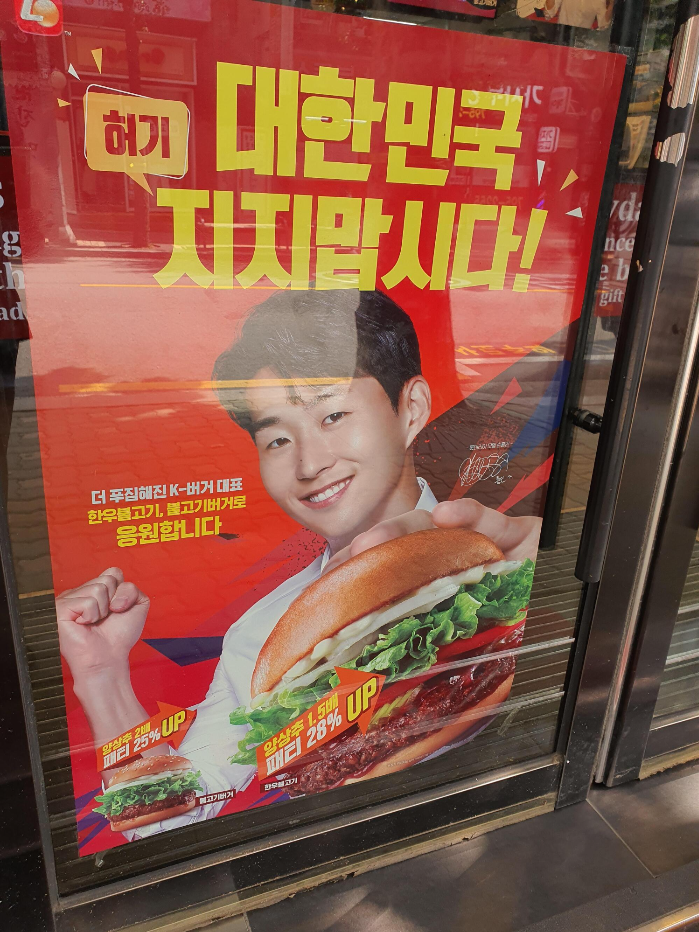 허기
대한민국
지지맙시다!
더 푸짐해진 K-버거 대표
한우불고기, 불고기버거로
응원합니다
양상추 2배
패티 25% UP
불고기버거
양상추 1.5배
패티 28% UP
한우불고기